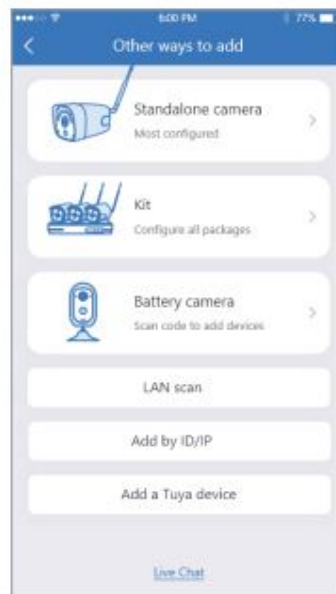 6:00 PM
77%
Other ways to add
Standalone camera
Most configured
Kit
Configure all packages
Battery camera
Scan code to add devices
LAN scan
Add by ID/IP
Add a Tuya device
Live Chat